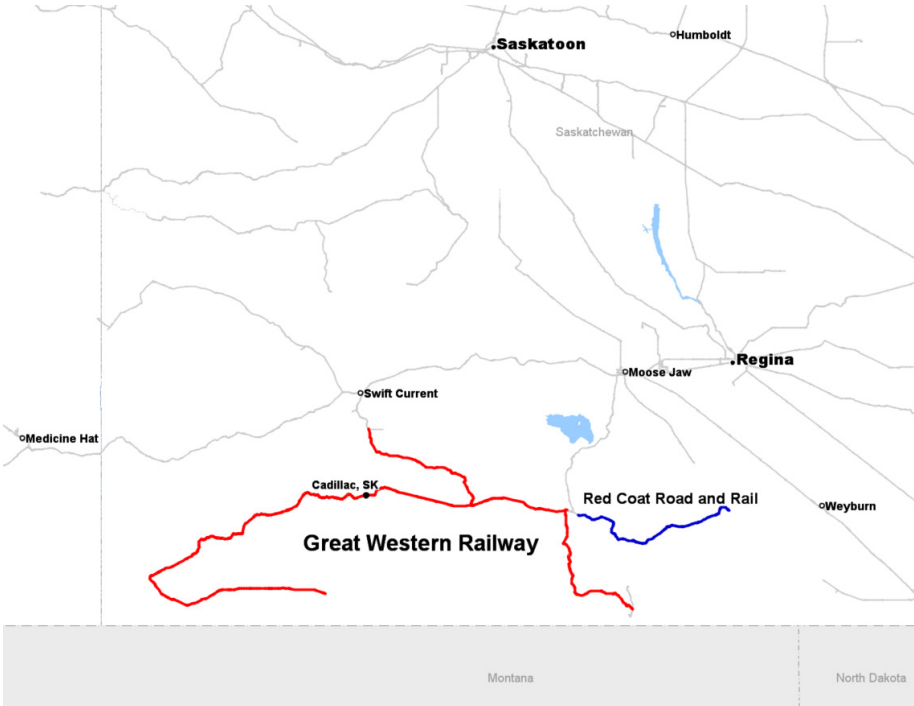 Humboldt
Saskatoon
Saskatchewan
Regina
Moose Jaw
Swift Current
Medicine Hat
Cadillac, SK
Red Coat Road and Rail
Weyburn
Great Western Railway
Montana
North Dakota